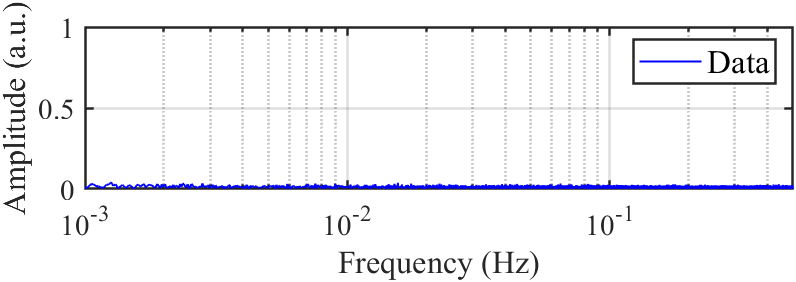 Amplitude (a.u.)
1
0.5
0
Data
10^-3
10^-2
10^-1
Frequency (Hz)